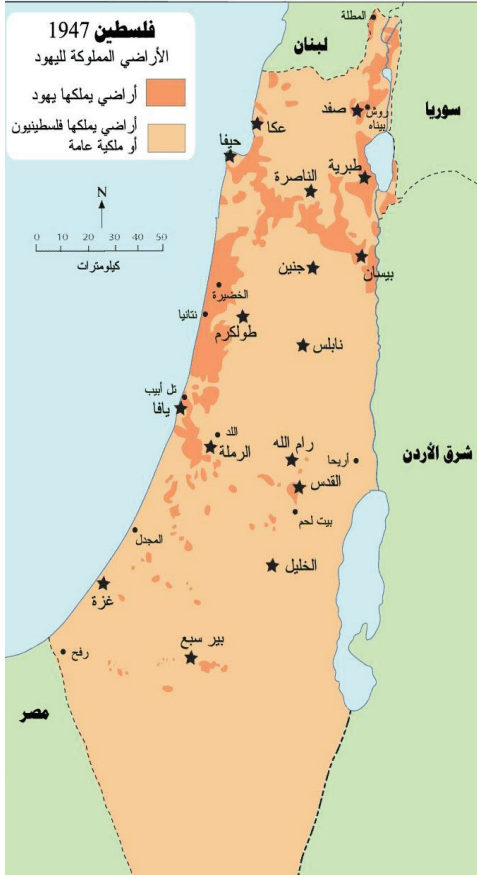 فلسطين 1947
الأراضي المملوكة لليهود
أراضي يملكها يهود
أراضي يملكها فلسطينيون
أو ملكية عامة
N
0 10 20 30 40 50
كيلومترات
المطلة
لبنان
سوريا
صفد
روش
بيناه
عكا
حيفا
طبرية
الناصرة
بيسان
جنين
الخضيرة
نتانيا
طولكرم
نابلس
تل أبيب
يافا
اللد
الرملة
رام الله
أريحا
شرق الأردن
القدس
بيت لحم
المجدل
الخليل
غزة
بير سبع
رفح
مصر